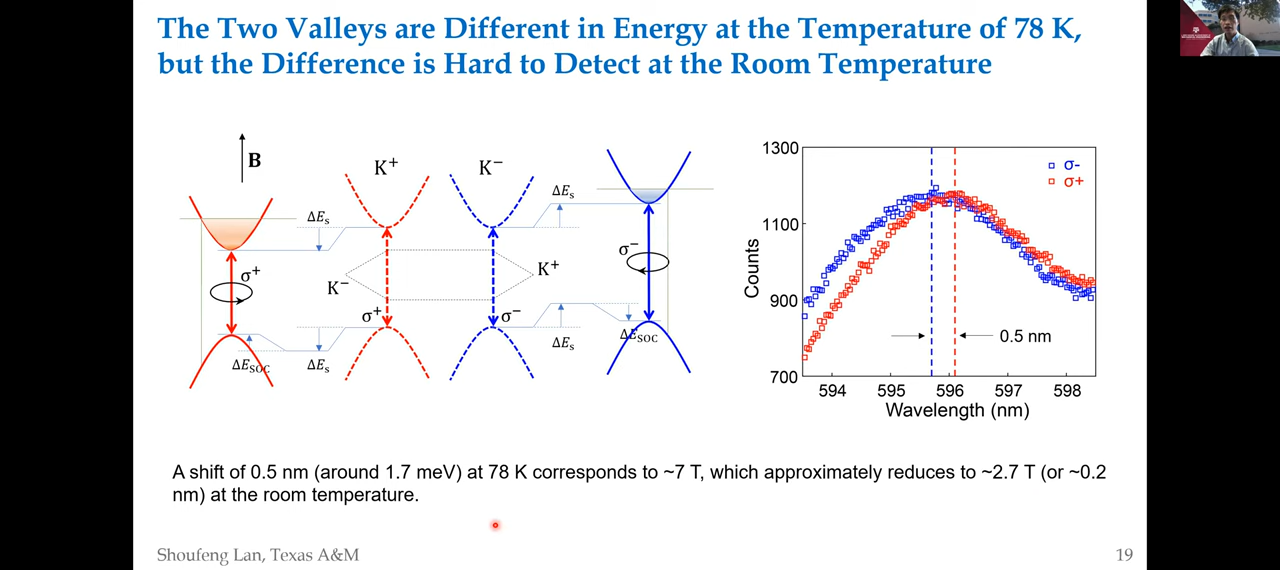 The Two Valleys are Different in Energy at the Temperature of 78 K,
but the Difference is Hard to Detect at the Room Temperature
B
K⁺
K⁻
ΔEₛ
ΔEₛ
σ⁺
σ⁻
K⁻
K⁺
σ⁺
σ⁻
ΔE_SOC
ΔEₛ
ΔEₛ
ΔE_SOC
1300
1100
900
700
Counts
σ-
σ+
0.5 nm
594
595
596
597
598
Wavelength (nm)
A shift of 0.5 nm (around 1.7 meV) at 78 K corresponds to ~7 T, which approximately reduces to ~2.7 T (or ~0.2
nm) at the room temperature.
Shoufeng Lan, Texas A&M
19